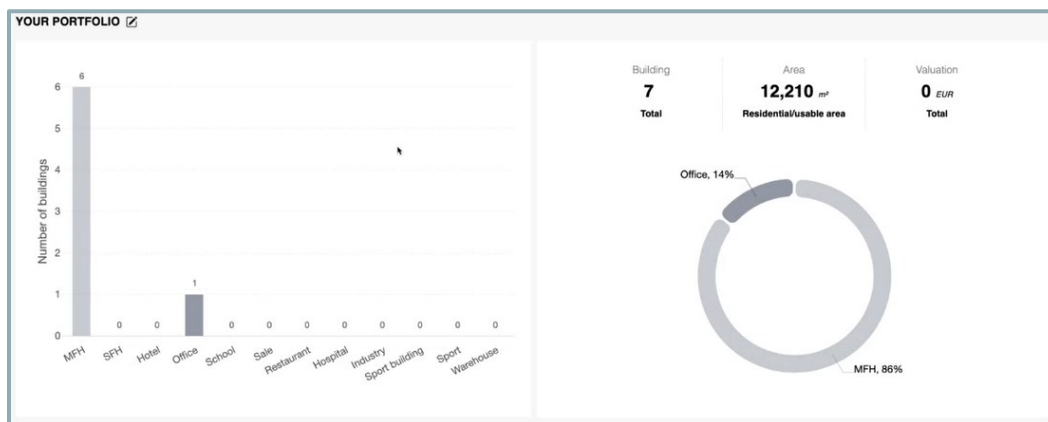 YOUR PORTFOLIO
Number of buildings
6
5
4
3
2
1
0
6
0
0
1
0
0
0
0
0
0
0
0
MFH
SFH
Hotel
Office
School
Sale
Restaurant
Hospital
Industry
Sport building
Sport
Warehouse
Building
7
Total
Area
12,210 m²
Residential/usable area
Valuation
0 EUR
Total
Office, 14%
MFH, 86%